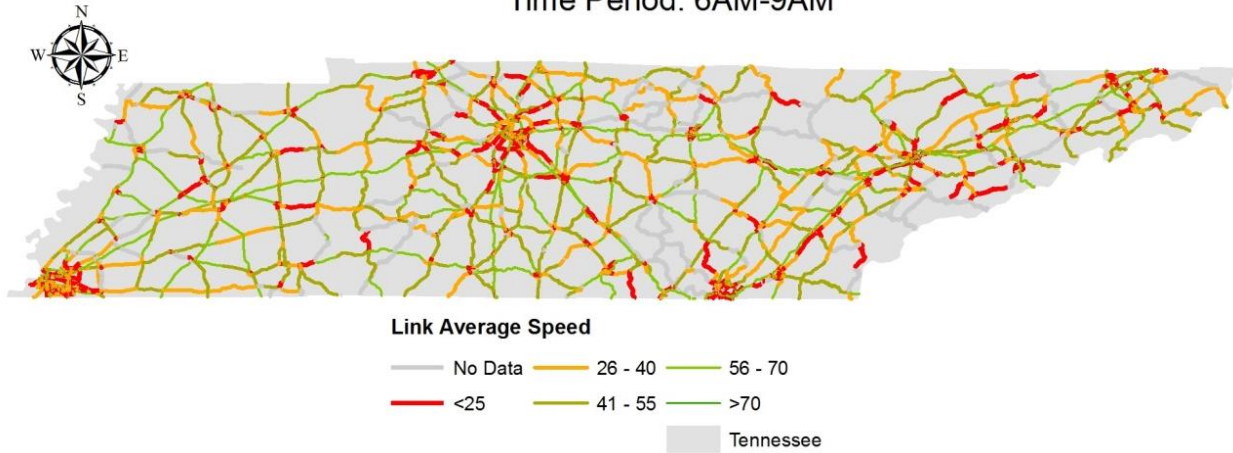 Time Period: 6AM-9AM
N
W E
S
Link Average Speed
No Data 26 - 40 56 - 70
<25 41 - 55 >70
Tennessee